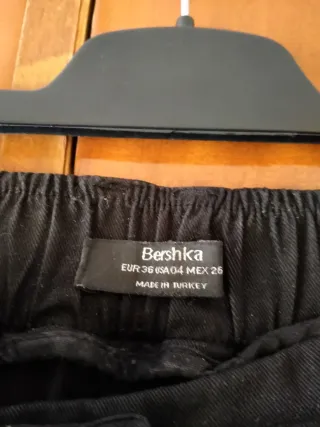 Bershka
EUR 36 USA 04 MEX 26
MADE IN TURKEY